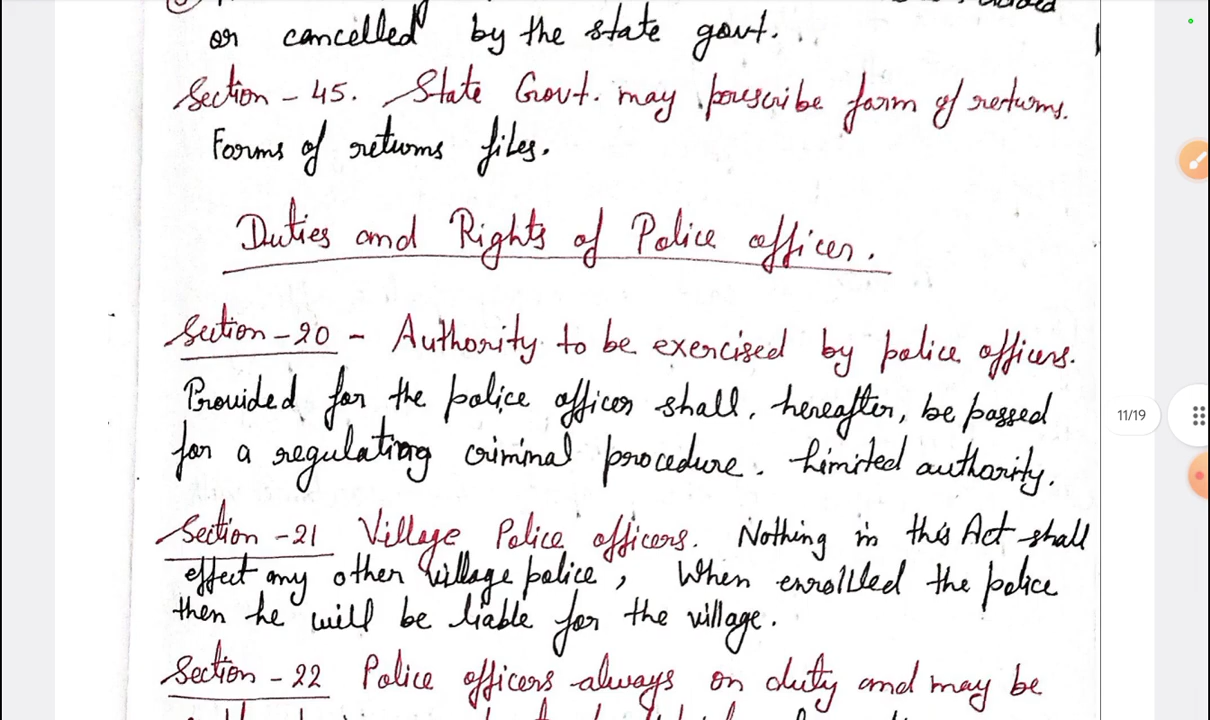 or cancelled by the state govt. . .
Section - 45. State Govt. may prescribe form of returns.
Forms of returns files.
Duties and Rights of Police officer.
Section - 20 - Authority to be exercised by police officers.
Provided for the police officer shall, hereafter, be passed
for a regulating criminal procedure. Limited authority.
11/19
Section - 21 Village Police officers. Nothing in this Act shall
effect any other village police, When enrollled the police
then he will be liable for the village.
Section - 22 Police officers always on duty and may be